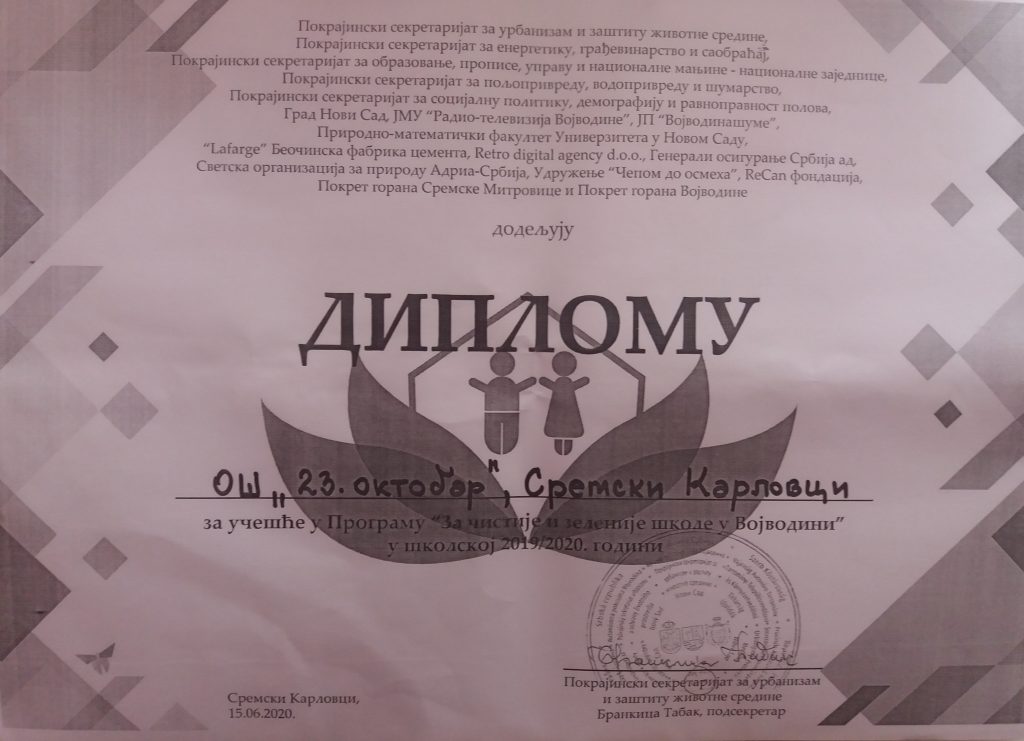 Покрајински секретаријат за урбанизам и заштиту животне средине,
Покрајински секретаријат за енергетику, грађевинарство и саобраћај,
Покрајински секретаријат за образовање, прописе, управу и националне мањине - националне заједнице,
Покрајински секретаријат за пољопривреду, водопривреду и шумарство,
Покрајински секретаријат за социјалну политику, демографију и равноправност полова,
Град Нови Сад, ЈМУ “Радио-телевизија Војводине”, ЈП “Војводинашуме”,
Природно-математички факултет Универзитета у Новом Саду,
“Lafarge” Беочинска фабрика цемента, Retro digital agency d.o.o., Генерали осигурање Србија ад,
Светска организација за природу Адриа-Србија, Удружење “Чепом до осмеха”, ReCan фондација,
Покрет горана Сремске Митровице и Покрет горана Војводине
додељују
ДИПЛОМУ
ОШ „23. октобар", Сремски Карловци
за учешће у Програму “За чистије и зеленије школе у Војводини”
у школској 2019/2020. години
Бранкица Табак
Покрајински секретаријат за урбанизам
и заштиту животне средине
Бранкица Табак, подсекретар
Сремски Карловци,
15.06.2020.